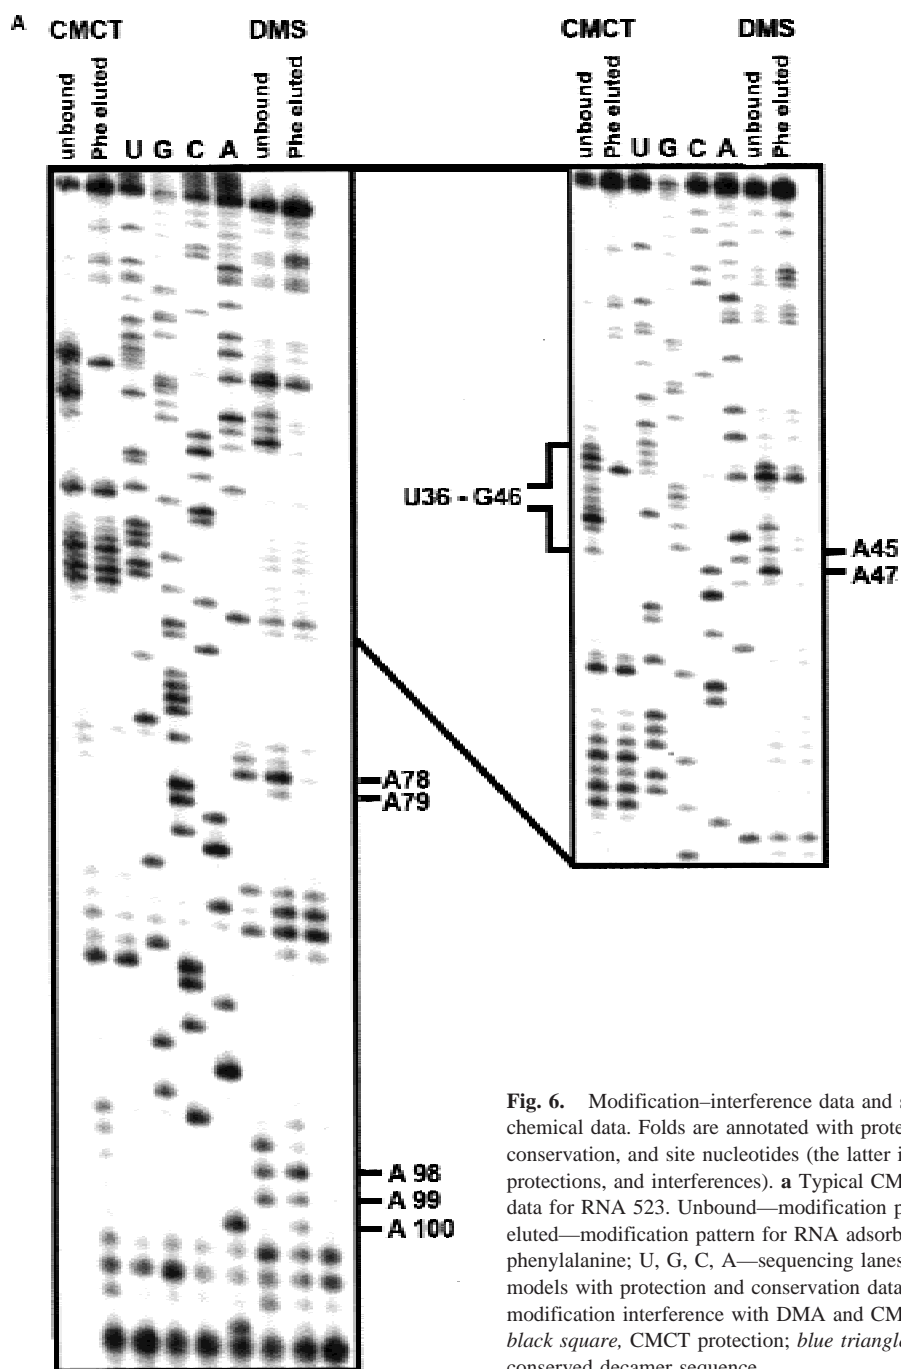 A
CMCT DMS
unbound Phe eluted U G C A unbound Phe eluted
CMCT DMS
unbound Phe eluted U G C A unbound Phe eluted
U36 - G46
A45
A47
A78
A79
A 98
A 99
A 100
Fig. 6. Modification–interference data and
chemical data. Folds are annotated with prote
conservation, and site nucleotides (the latter i
protections, and interferences). a Typical CM
data for RNA 523. Unbound—modification p
eluted—modification pattern for RNA adsorb
phenylalanine; U, G, C, A—sequencing lanes
models with protection and conservation data
modification interference with DMA and CM
black square, CMCT protection; blue triangle
conserved decamer sequence